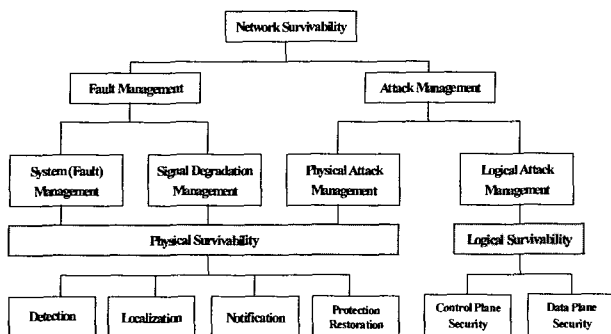 Network Survivability
Fault Management
Attack Management
System (Fault)
Management
Signal Degradation
Management
Physical Attack
Management
Logical Attack
Management
Physical Survivability
Logical Survivability
Detection
Localization
Notification
Protection
Restoration
Control Plane
Security
Data Plane
Security